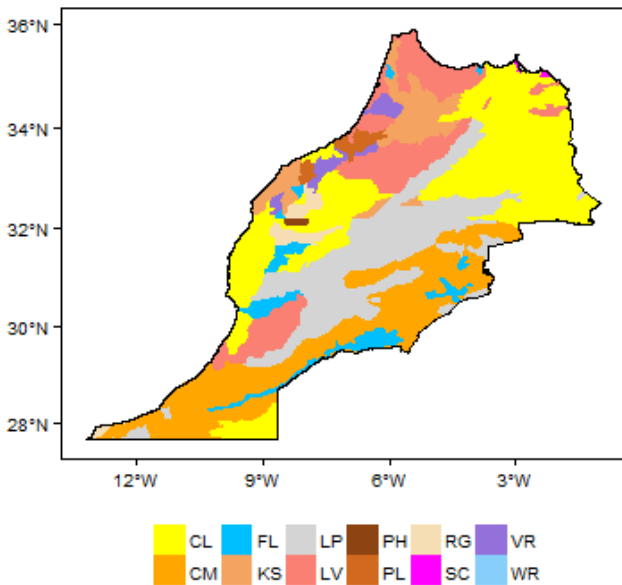 36°N
34°N
32°N
30°N
28°N
12°W 9°W 6°W 3°W
CL FL LP PH RG VR
CM KS LV PL SC WR